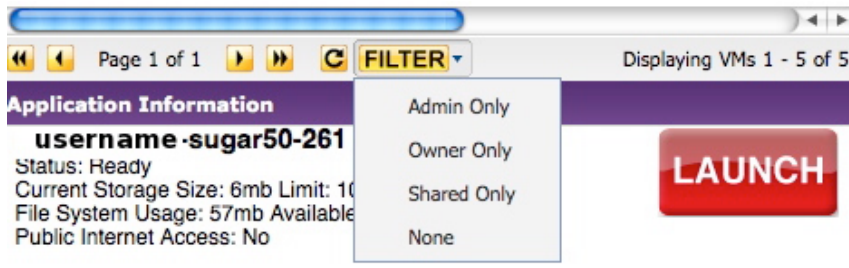 Page 1 of 1 FILTER Displaying VMs 1 - 5 of 5
Application Information
username-sugar50-261
Status: Ready
Current Storage Size: 6mb Limit: 10
File System Usage: 57mb Available
Public Internet Access: No
Admin Only
Owner Only
Shared Only
None
LAUNCH